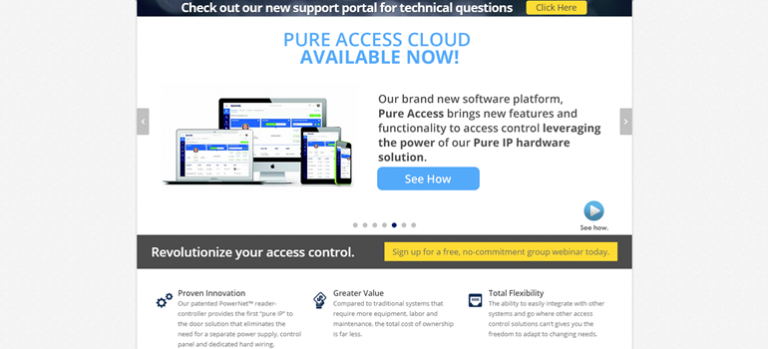 Check out our new support portal for technical questions
Click Here
PURE ACCESS CLOUD
AVAILABLE NOW!
Our brand new software platform,
Pure Access brings new features and
functionality to access control leveraging
the power of our Pure IP hardware
solution.
See How
See how.
Revolutionize your access control.
Sign up for a free, no-commitment group webinar today.
Proven Innovation
Our patented PowerNet™ reader-
controller provides the first "pure IP" to
the door solution that eliminates the
need for a separate power supply, control
panel and dedicated hard wiring.
Greater Value
Compared to traditional systems that
require more equipment, labor and
maintenance, the total cost of ownership
is far less.
Total Flexibility
The ability to easily integrate with other
systems and go where other access
control solutions can't gives you the
freedom to adapt to changing needs.